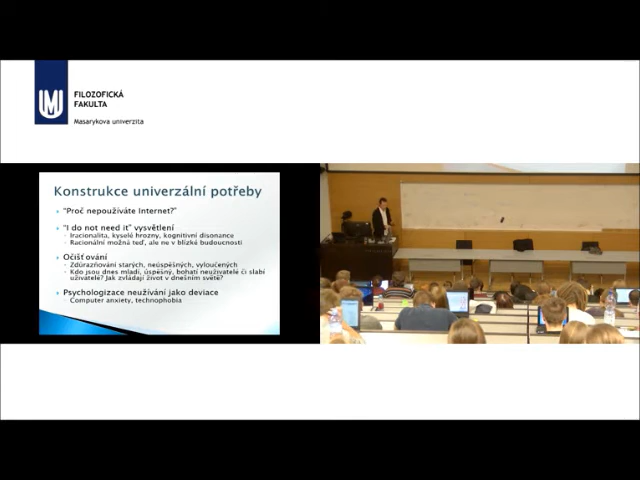 FILOZOFICKÁ
FAKULTA
Masarykova univerzita
Konstrukce univerzální potřeby
"Proč nepoužíváte Internet?"
"I do not need it" vysvětlení
Iracionalita, kyselé hrozny, kognitivní disonance
Racionální možná teď, ale ne v blízké budoucnosti
Očišťování
Zdůrazňování starých, neúspěšných, vyloučených
Kdo jsou dnes mladí, úspěšný, bohatí neuživatelé či slabí
uživatelé? Jak zvládají život v dnešním světě?
Psychologizace neužívání jako deviace
Computer anxiety, technophobia